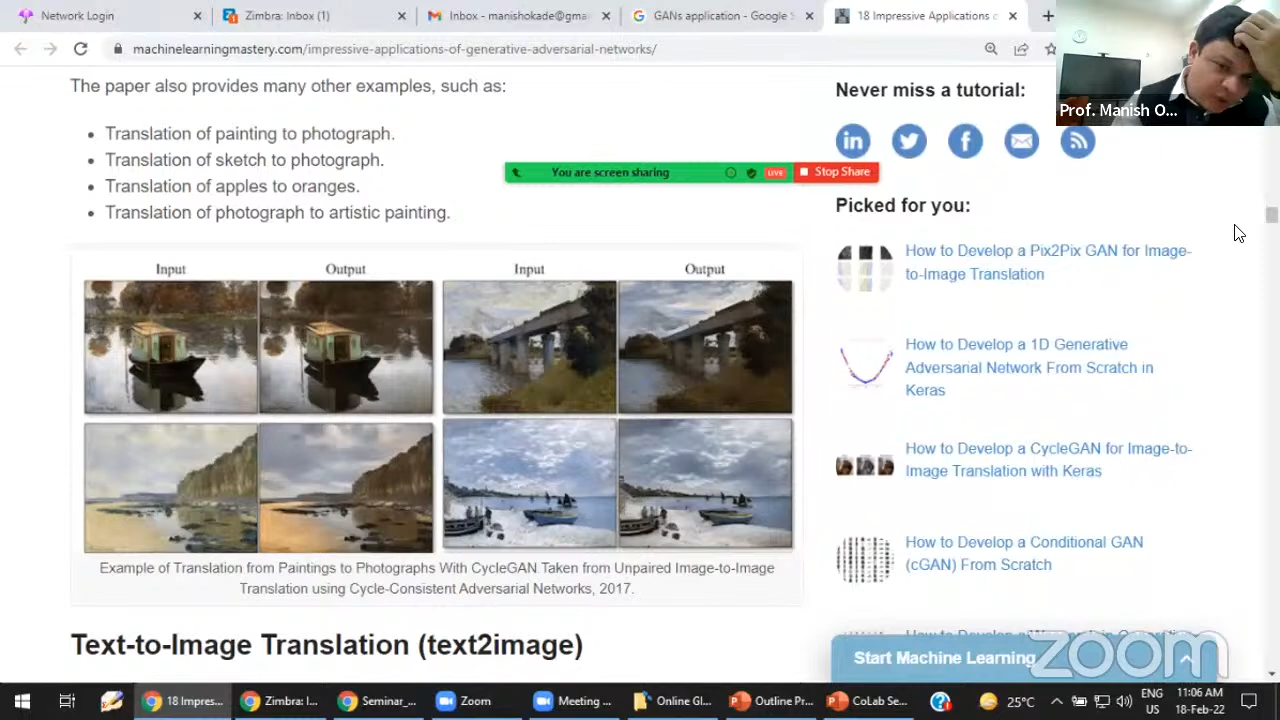 Network Login
Zimbra: Inbox (1)
Inbox - manishokade@gmai
GANs application - Google S
18 Impressive Applications o
machinelearningmastery.com/impressive-applications-of-generative-adversarial-networks/
Prof. Manish O...
The paper also provides many other examples, such as:
Translation of painting to photograph.
Translation of sketch to photograph.
Translation of apples to oranges.
Translation of photograph to artistic painting.
You are screen sharing
LIVE
Stop Share
Input
Output
Input
Output
Example of Translation from Paintings to Photographs With CycleGAN Taken from Unpaired Image-to-Image
Translation using Cycle-Consistent Adversarial Networks, 2017.
Text-to-Image Translation (text2image)
Never miss a tutorial:
Picked for you:
How to Develop a Pix2Pix GAN for Image-
to-Image Translation
How to Develop a 1D Generative
Adversarial Network From Scratch in
Keras
How to Develop a CycleGAN for Image-to-
Image Translation with Keras
How to Develop a Conditional GAN
(cGAN) From Scratch
Start Machine Learning
zoom
18 Impres...
Zimbra: I...
Seminar_...
Zoom
Meeting ...
Online Gl...
Outline Pr...
CoLab Se...
25°C
ENG
US
11:06 AM
18-Feb-22